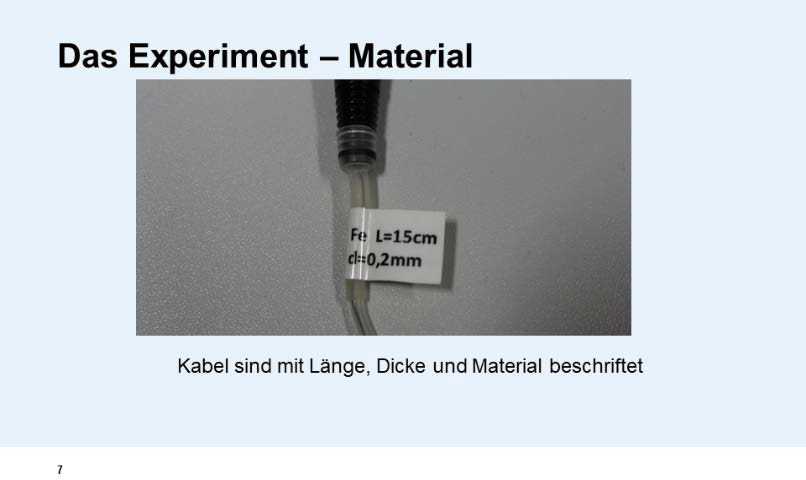 Das Experiment – Material
Fe L=15cm
d=0,2mm
Kabel sind mit Länge, Dicke und Material beschriftet
7